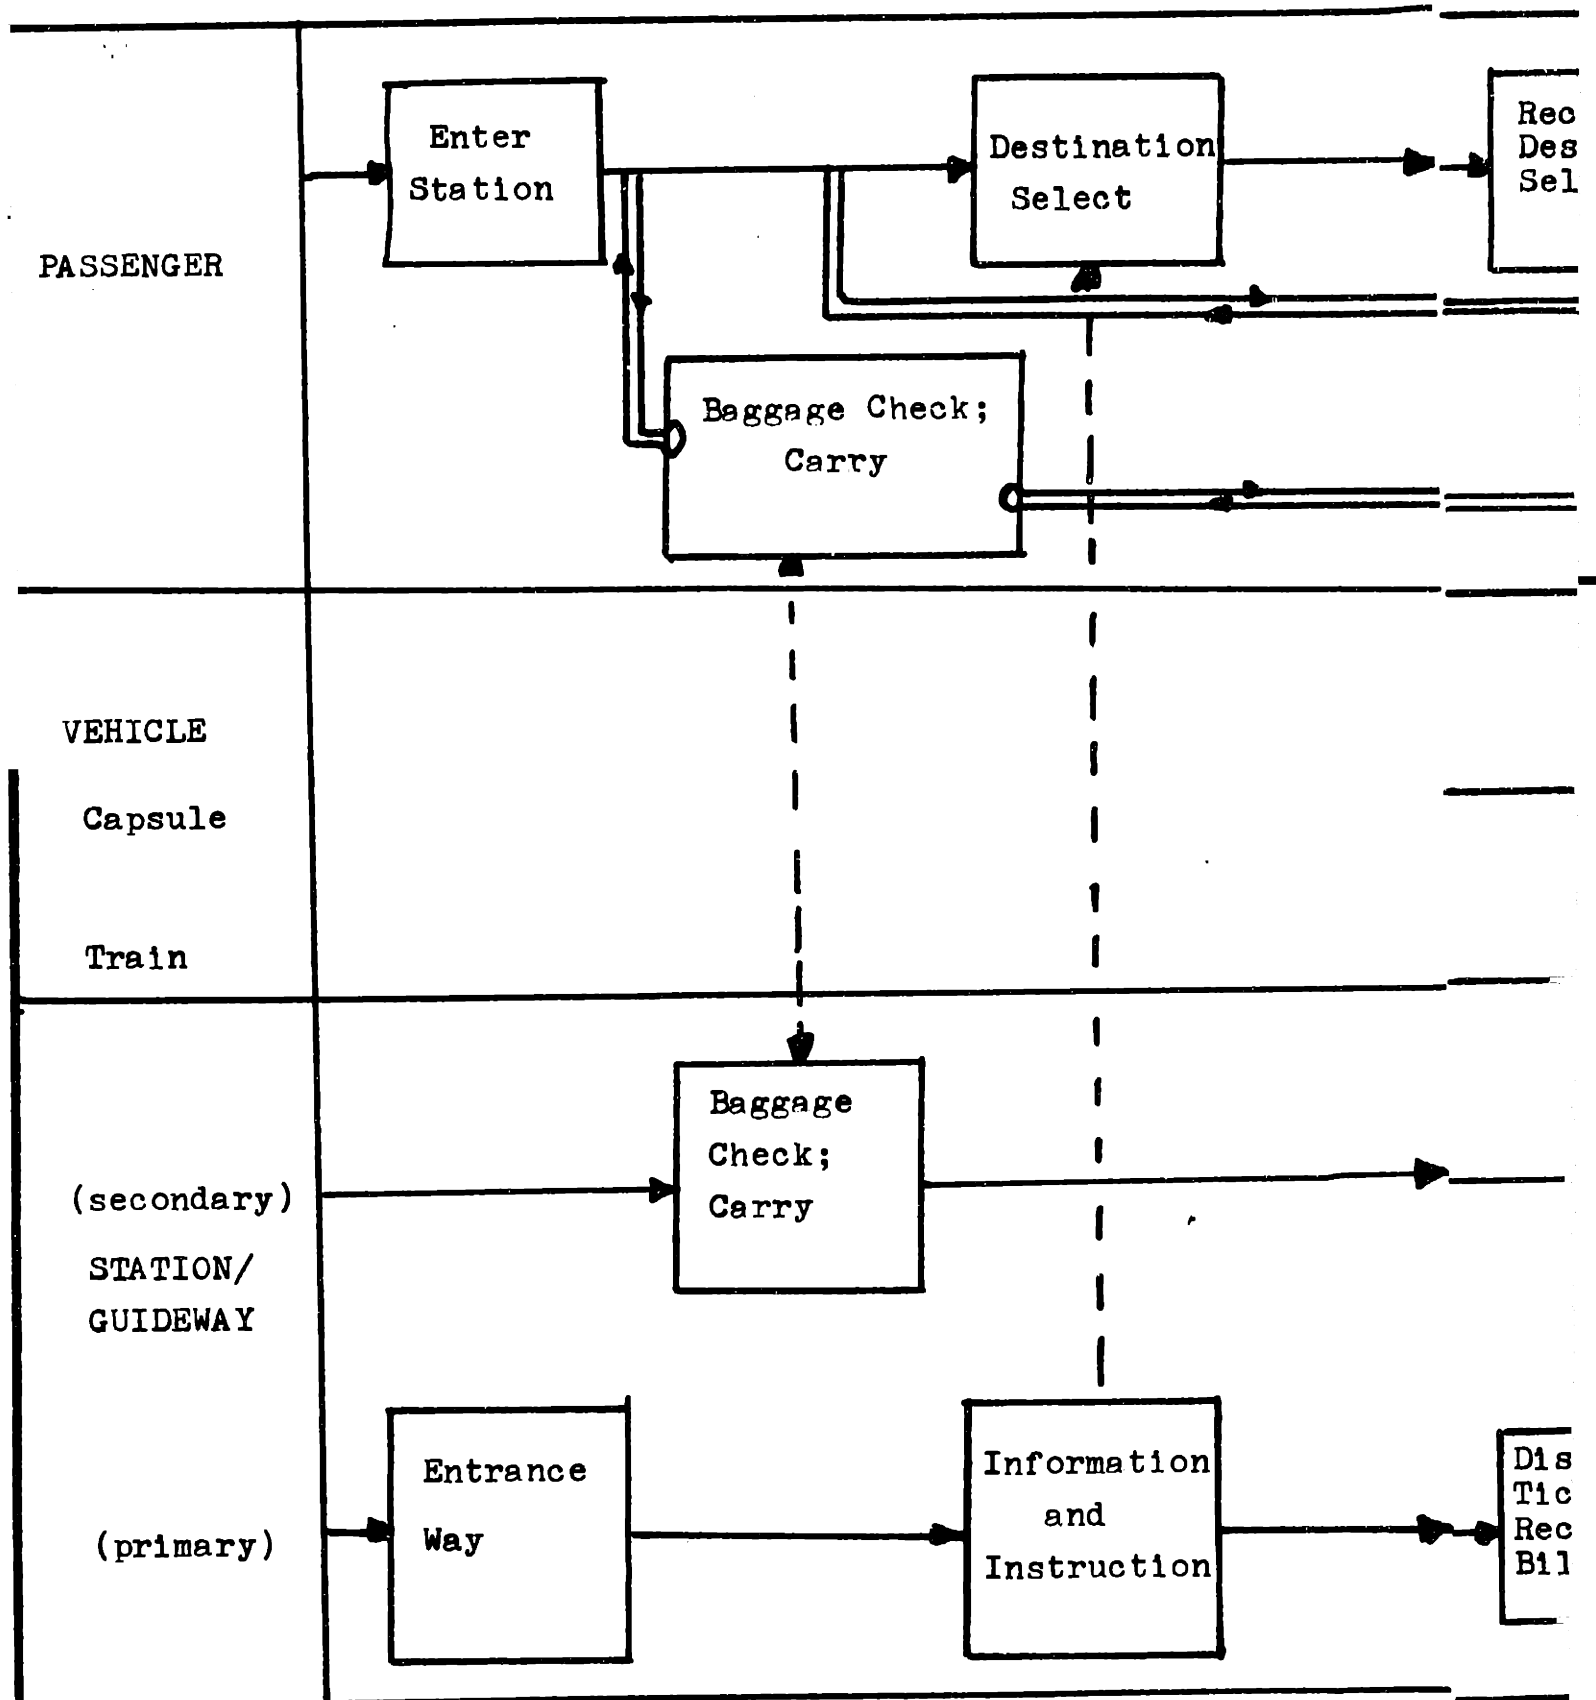 Enter
Station
Destination
Select
Rec
Des
Sel
PASSENGER
Baggage Check;
Carry
VEHICLE
Capsule
Train
Baggage
Check;
Carry
(secondary)
STATION/
GUIDEWAY
Entrance
Way
(primary)
Information
and
Instruction
Dis
Tic
Rec
Bil